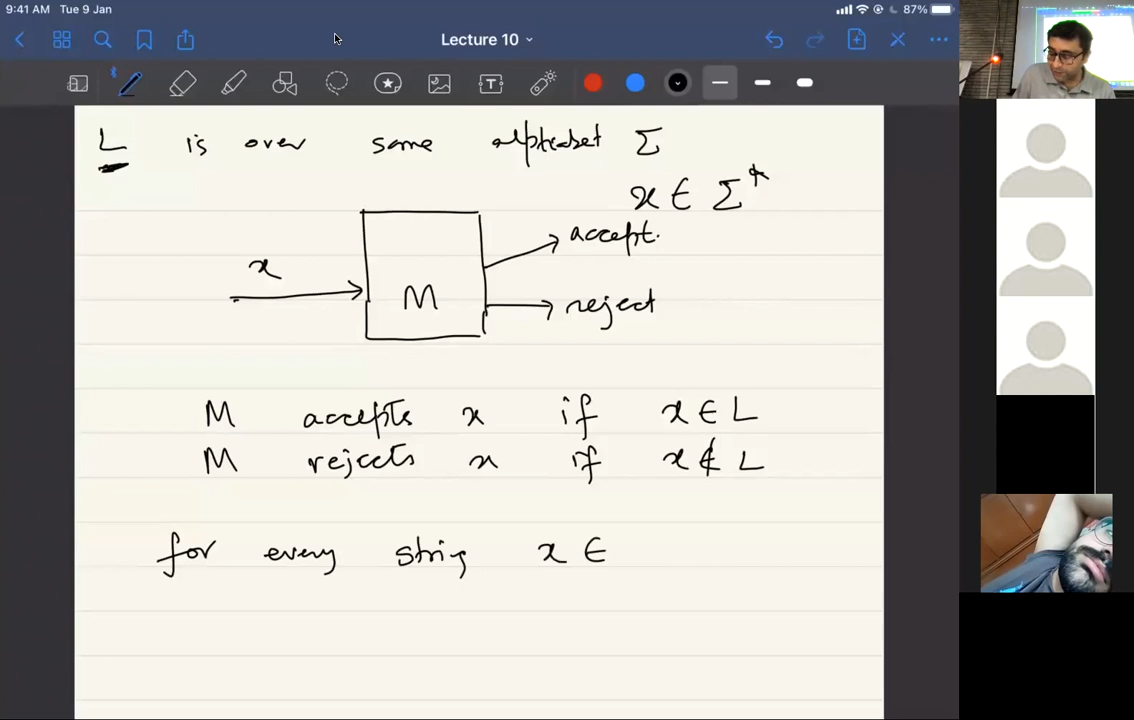 9:41 AM Tue 9 Jan 87%
Lecture 10
L is over same alphabet Σ
x ∈ Σ*
accept.
x
M
reject
M accepts x if x ∈ L
M rejects x if x ∉ L
for every string x ∈